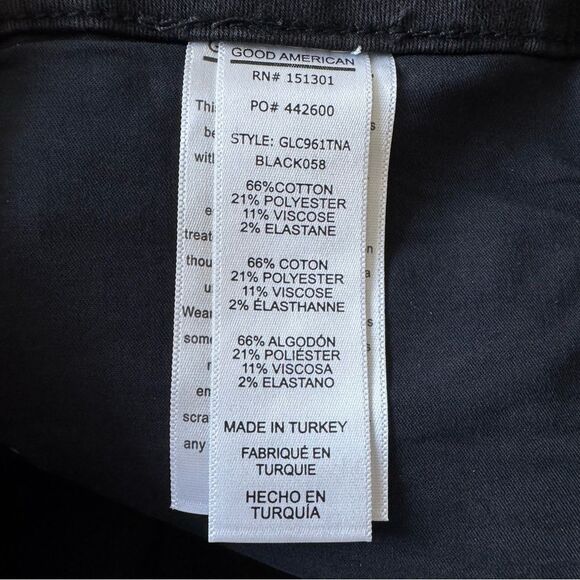 GOOD AMERICAN
RN# 151301
PO# 442600
STYLE: GLC961TNA
BLACK058
66%COTTON
21% POLYESTER
11% VISCOSE
2% ELASTANE
66% COTON
21% POLYESTER
11% VISCOSE
2% ÉLASTHANNE
66% ALGODÓN
21% POLIÉSTER
11% VISCOSA
2% ELASTANO
MADE IN TURKEY
FABRIQUÉ EN
TURQUIE
HECHO EN
TURQUÍA